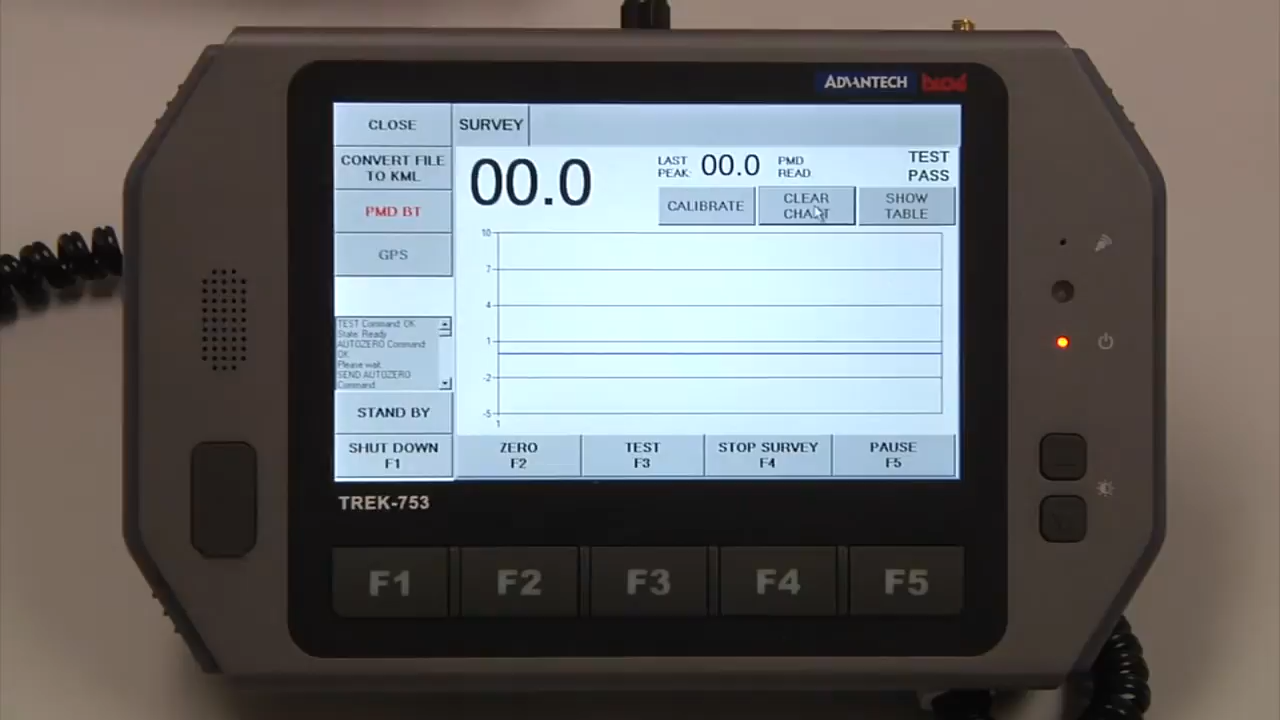 ADVANTECH
CLOSE
SURVEY
CONVERT FILE
TO KML
00.0
LAST
PEAK:
00.0
PMD
READ.
TEST
PASS
PMD BT
CALIBRATE
CLEAR
CHART
SHOW
TABLE
GPS
10
7
4
1
-2
-5
1
TEST Command: OK
State: Ready
AUTOZERO Command:
OK
Please wait.
SEND AUTOZERO
Command
STAND BY
SHUT DOWN
F1
ZERO
F2
TEST
F3
STOP SURVEY
F4
PAUSE
F5
TREK-753
F1
F2
F3
F4
F5